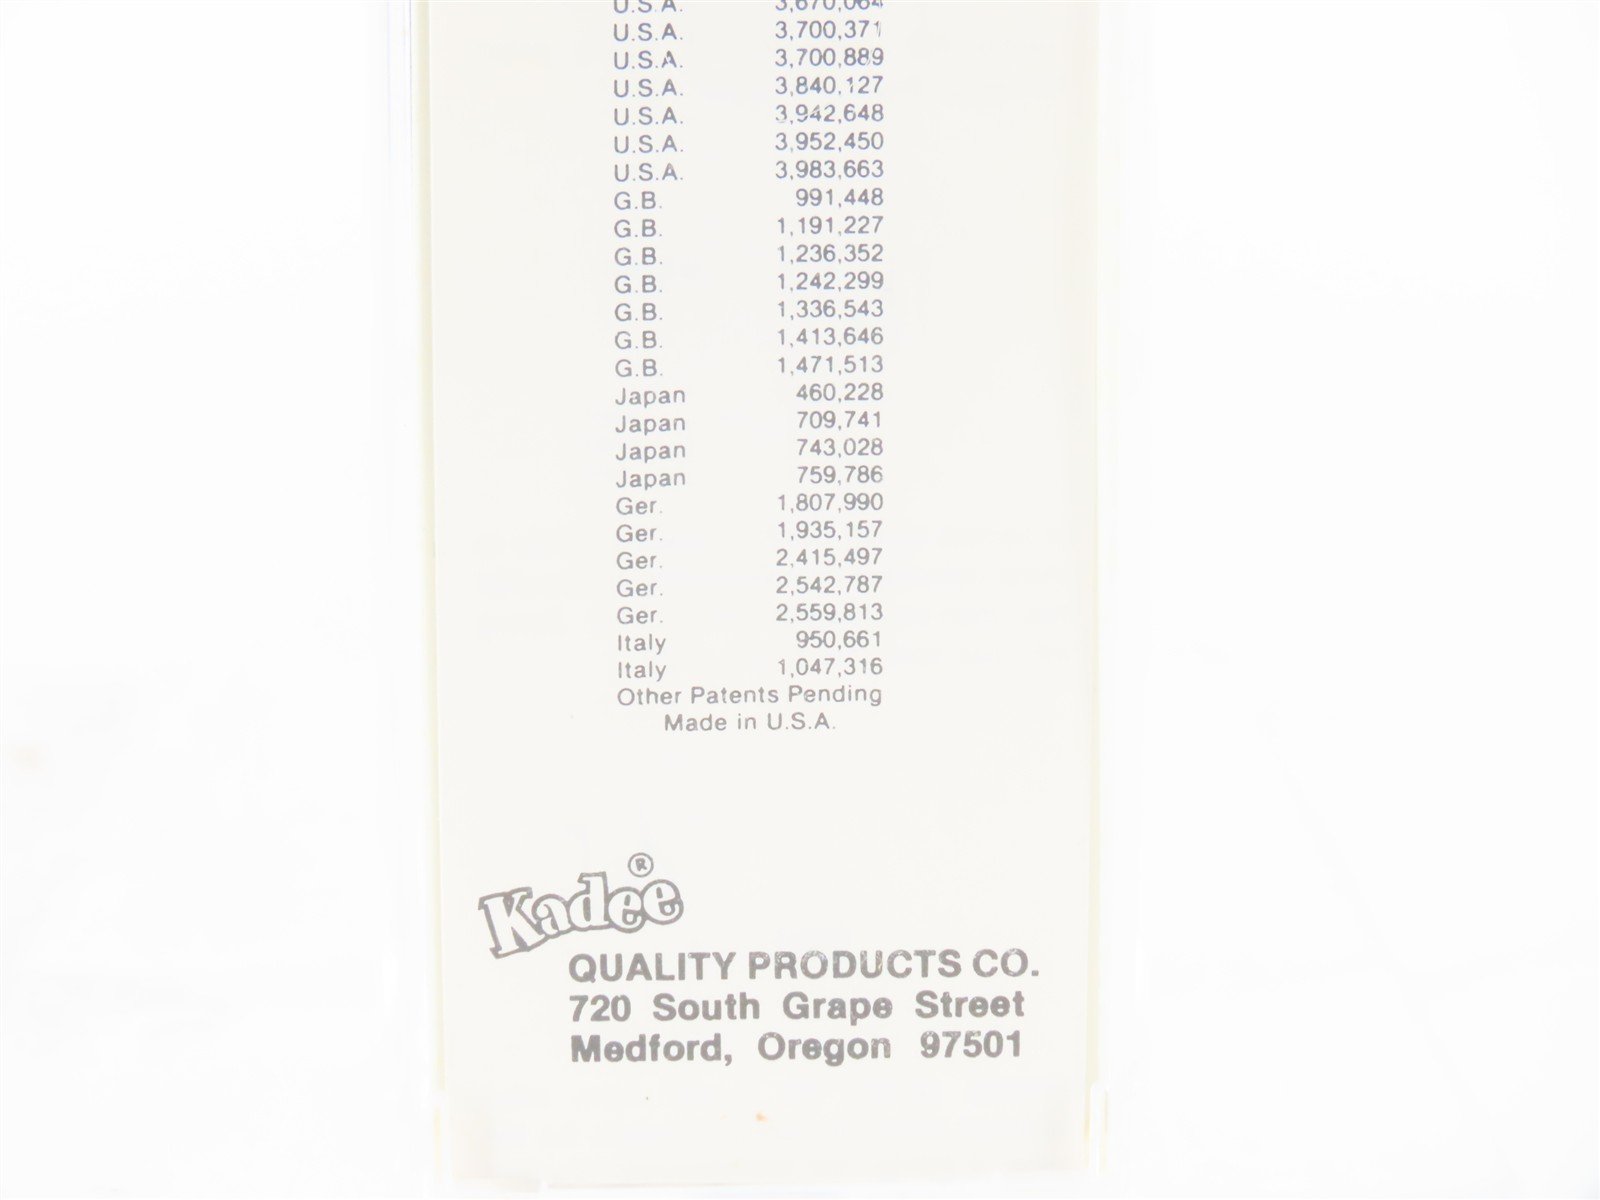 U.S.A. 3,670,064
U.S.A. 3,700,371
U.S.A. 3,700,889
U.S.A. 3,840,127
U.S.A. 3,942,648
U.S.A. 3,952,450
U.S.A. 3,983,663
G.B. 991,448
G.B. 1,191,227
G.B. 1,236,352
G.B. 1,242,299
G.B. 1,336,543
G.B. 1,413,646
G.B. 1,471,513
Japan 460,228
Japan 709,741
Japan 743,028
Japan 759,786
Ger. 1,807,990
Ger. 1,935,157
Ger. 2,415,497
Ger. 2,542,787
Ger. 2,559,813
Italy 950,661
Italy 1,047,316
Other Patents Pending
Made in U.S.A.
Kadee®
QUALITY PRODUCTS CO.
720 South Grape Street
Medford, Oregon 97501